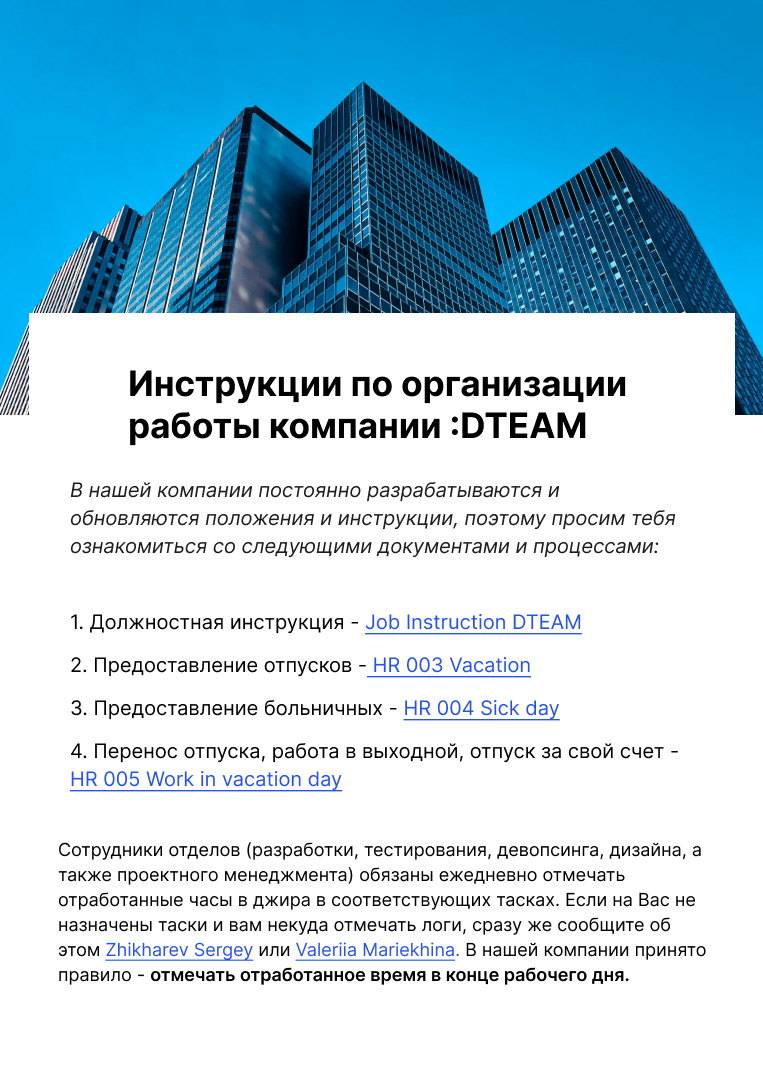 Инструкции по организации
работы компании :DTEAM
В нашей компании постоянно разрабатываются и
обновляются положения и инструкции, поэтому просим тебя
ознакомиться со следующими документами и процессами:
1. Должностная инструкция - Job Instruction DTEAM
2. Предоставление отпусков - HR 003 Vacation
3. Предоставление больничных - HR 004 Sick day
4. Перенос отпуска, работа в выходной, отпуск за свой счет -
HR 005 Work in vacation day
Сотрудники отделов (разработки, тестирования, девопсинга, дизайна, а
также проектного менеджмента) обязаны ежедневно отмечать
отработанные часы в джира в соответствующих тасках. Если на Вас не
назначены таски и вам некуда отмечать логи, сразу же сообщите об
этом Zhikharev Sergey или Valeriia Mariekhina. В нашей компании принято
правило - отмечать отработанное время в конце рабочего дня.